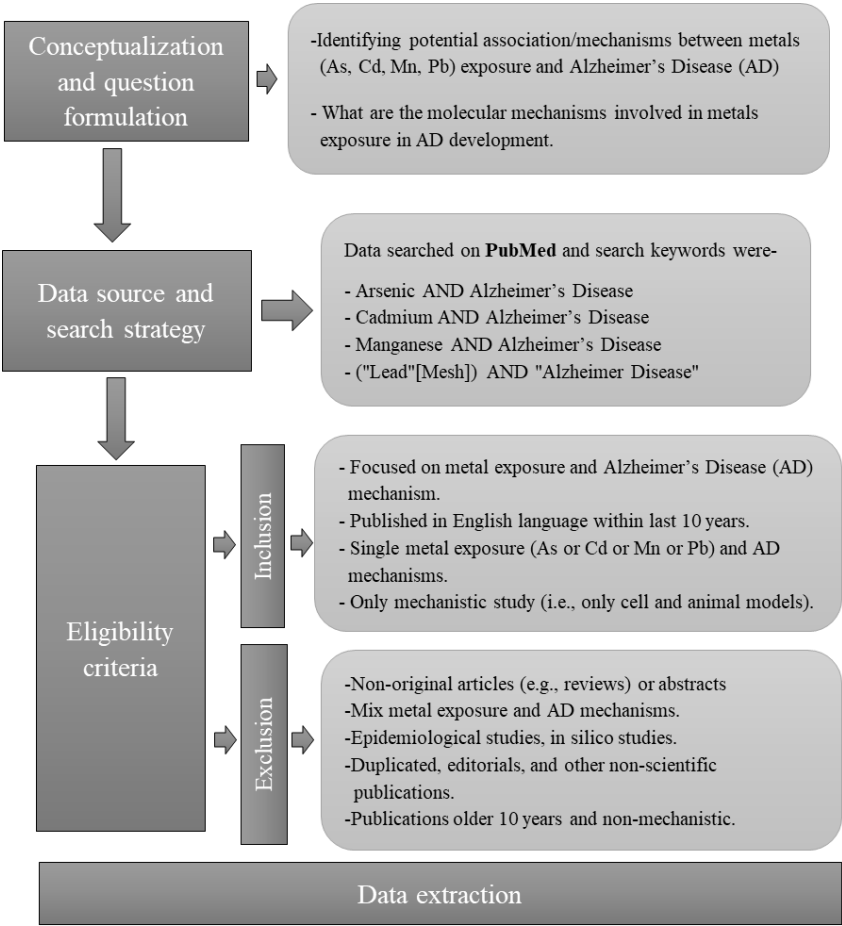 Conceptualization
and question
formulation
-Identifying potential association/mechanisms between metals
(As, Cd, Mn, Pb) exposure and Alzheimer's Disease (AD)
- What are the molecular mechanisms involved in metals
exposure in AD development.
Data source and
search strategy
Data searched on PubMed and search keywords were-
- Arsenic AND Alzheimer's Disease
- Cadmium AND Alzheimer's Disease
- Manganese AND Alzheimer's Disease
- ("Lead"[Mesh]) AND "Alzheimer Disease"
Eligibility
criteria
Inclusion
- Focused on metal exposure and Alzheimer's Disease (AD)
mechanism.
- Published in English language within last 10 years.
- Single metal exposure (As or Cd or Mn or Pb) and AD
mechanisms.
- Only mechanistic study (i.e., only cell and animal models).
Exclusion
-Non-original articles (e.g., reviews) or abstracts
-Mix metal exposure and AD mechanisms.
-Epidemiological studies, in silico studies.
-Duplicated, editorials, and other non-scientific
publications.
-Publications older 10 years and non-mechanistic.
Data extraction